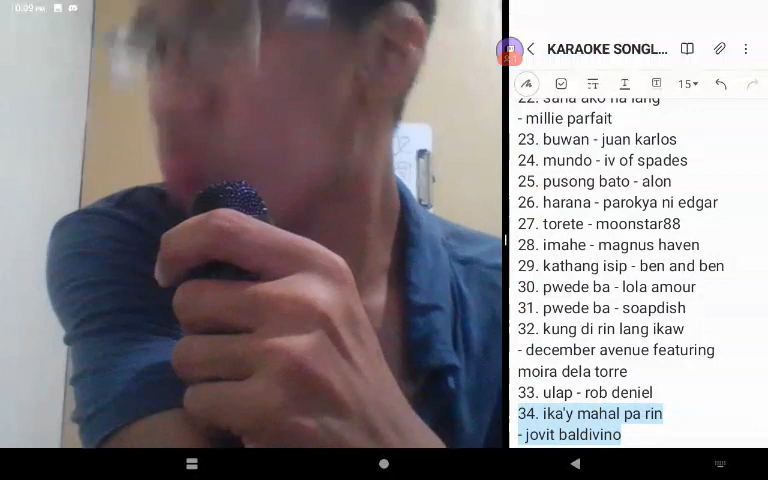 KARAOKE SONGL...
15
- millie parfait
23. buwan - juan karlos
24. mundo - iv of spades
25. pusong bato - alon
26. harana - parokya ni edgar
27. torete - moonstar88
28. imahe - magnus haven
29. kathang isip - ben and ben
30. pwede ba - lola amour
31. pwede ba - soapdish
32. kung di rin lang ikaw
- december avenue featuring
moira dela torre
33. ulap - rob deniel
34. ika'y mahal pa rin
- jovit baldivino